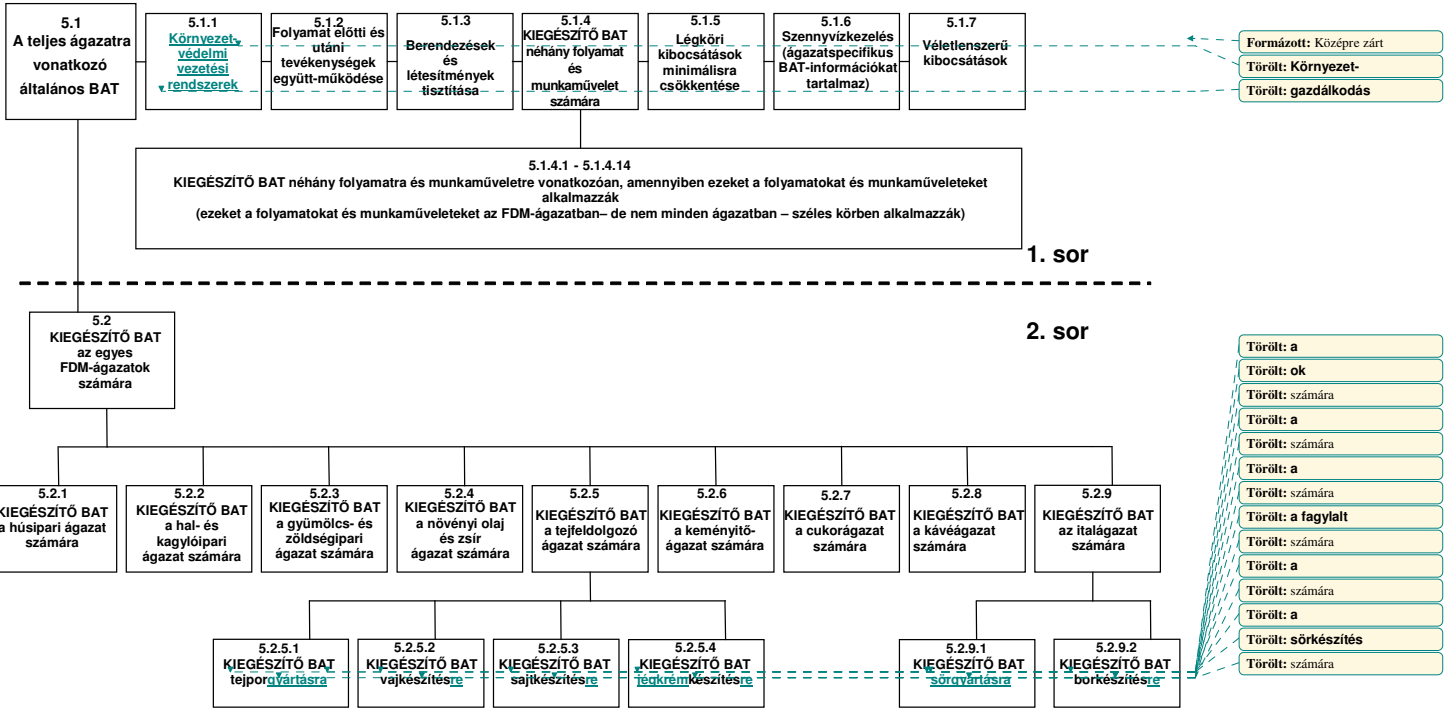 5.1
A teljes ágazatra
vonatkozó
általános BAT
5.1.1
Környezet-
védelmi
vezetési
rendszerek
5.1.2
Folyamat előtti és
utáni
tevékenységek
együtt-működése
5.1.3
Berendezések
és
létesítmények
tisztítása
5.1.4
KIEGÉSZÍTŐ BAT
néhány folyamat
és
munkaművelet
számára
5.1.5
Légköri
kibocsátások
minimálisra
csökkentése
5.1.6
Szennyvízkezelés
(ágazatspecifikus
BAT-információkat
tartalmaz)
5.1.7
Véletlenszerű
kibocsátások
Formázott: Középre zárt
Törölt: Környezet-
Törölt: gazdálkodás
5.1.4.1 - 5.1.4.14
KIEGÉSZÍTŐ BAT néhány folyamatra és munkaműveletre vonatkozóan, amennyiben ezeket a folyamatokat és munkaműveleteket
alkalmazzák
(ezeket a folyamatokat és munkaműveleteket az FDM-ágazatban– de nem minden ágazatban – széles körben alkalmazzák)
1. sor
2. sor
5.2
KIEGÉSZÍTŐ BAT
az egyes
FDM-ágazatok
számára
5.2.1
KIEGÉSZÍTŐ BAT
a húsipari ágazat
számára
5.2.2
KIEGÉSZÍTŐ BAT
a hal- és
kagylóipari
ágazat számára
5.2.3
KIEGÉSZÍTŐ BAT
a gyümölcs- és
zöldségipari
ágazat számára
5.2.4
KIEGÉSZÍTŐ BAT
a növényi olaj
és zsír
ágazat számára
5.2.5
KIEGÉSZÍTŐ BAT
a tejfeldolgozó
ágazat számára
5.2.6
KIEGÉSZÍTŐ BAT
a keményitő-
ágazat számára
5.2.7
KIEGÉSZÍTŐ BAT
a cukorágazat
számára
5.2.8
KIEGÉSZÍTŐ BAT
a kávéágazat
számára
5.2.9
KIEGÉSZÍTŐ BAT
az italágazat
számára
5.2.5.1
KIEGÉSZÍTŐ BAT
tejporgyártásra
5.2.5.2
KIEGÉSZÍTŐ BAT
vajkészítésre
5.2.5.3
KIEGÉSZÍTŐ BAT
sajtkészítésre
5.2.5.4
KIEGÉSZÍTŐ BAT
jégkrémkészítésre
5.2.9.1
KIEGÉSZÍTŐ BAT
sörgyártásra
5.2.9.2
KIEGÉSZÍTŐ BAT
borkészítésre
Törölt: a
Törölt: ok
Törölt: számára
Törölt: a
Törölt: számára
Törölt: a
Törölt: számára
Törölt: a fagylalt
Törölt: számára
Törölt: a
Törölt: számára
Törölt: a
Törölt: sörkészítés
Törölt: számára